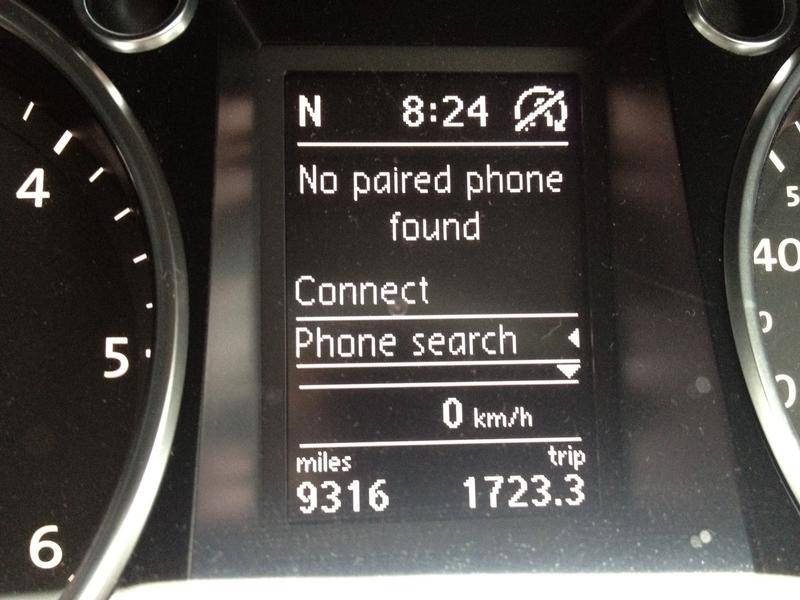 N 8:24
No paired phone
found
Connect
Phone search
0 km/h
miles trip
9316 1723.3
4
5
6
5
40